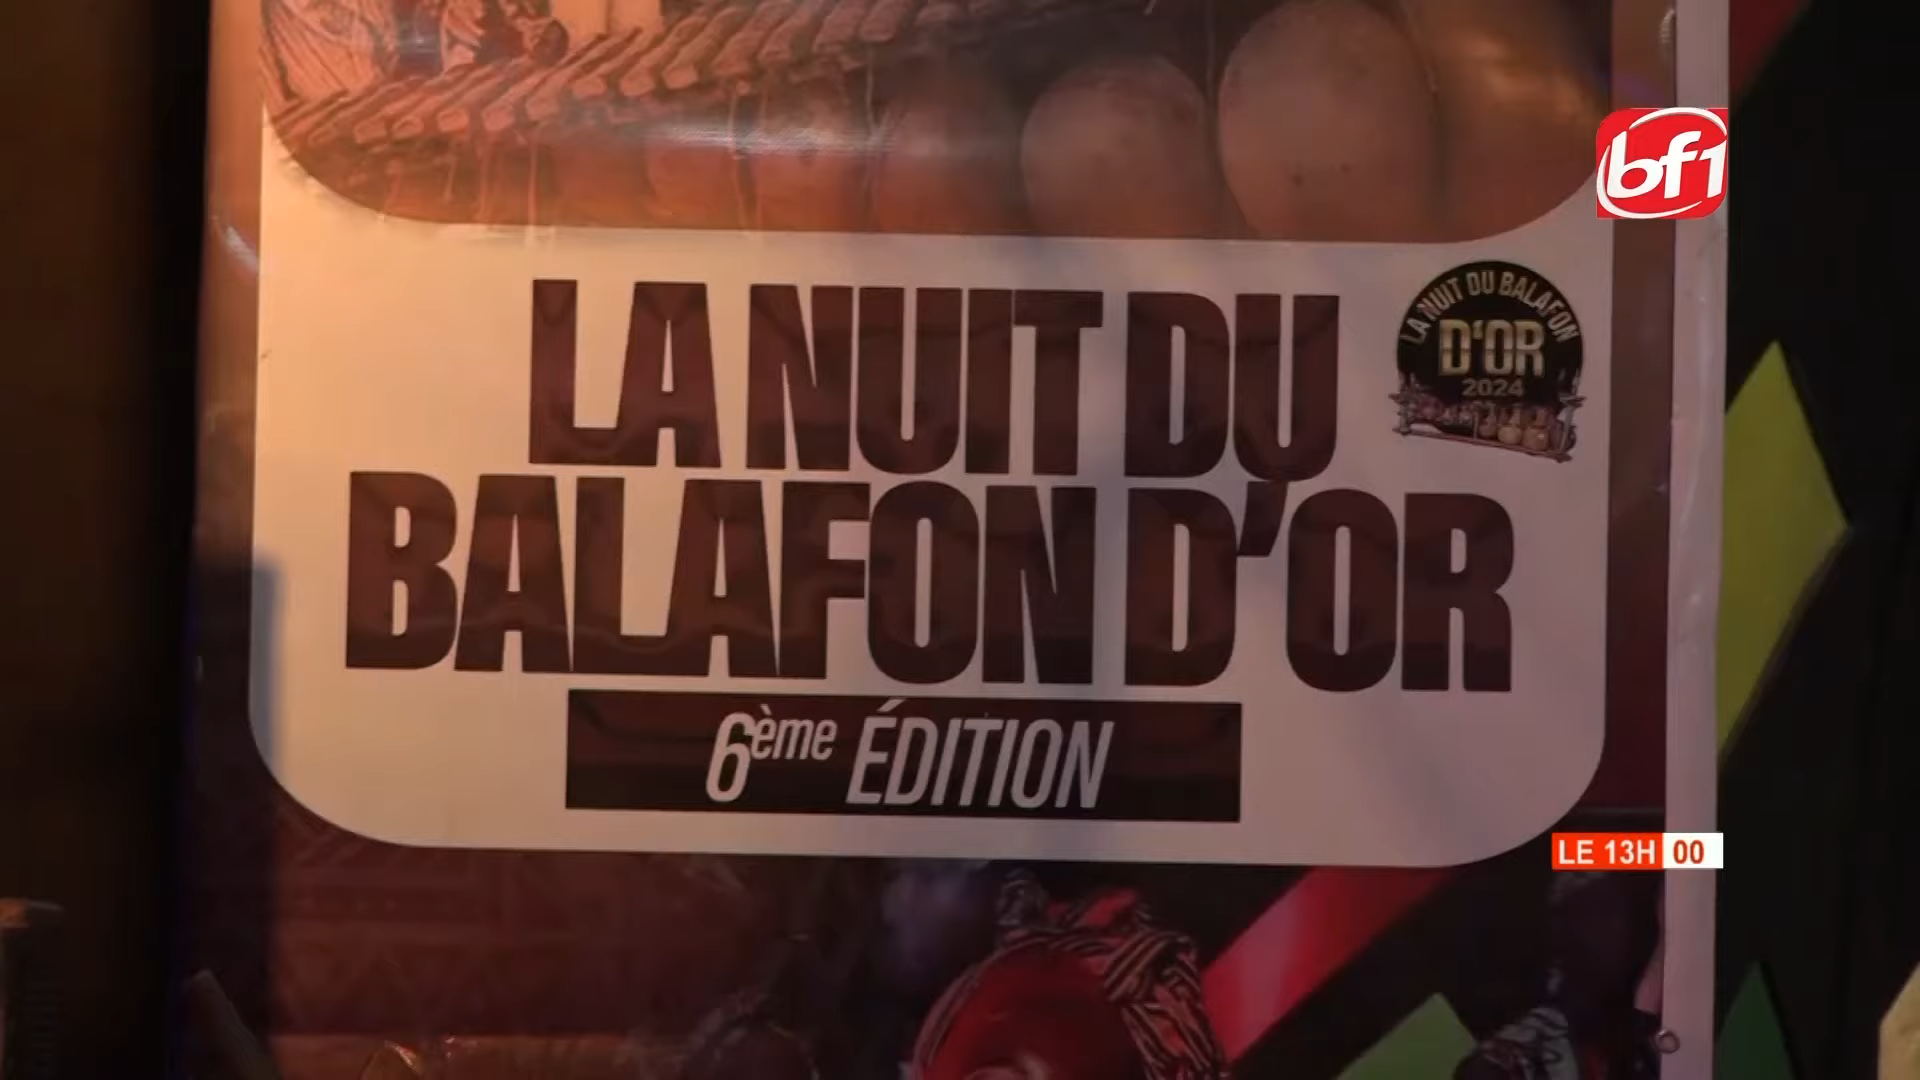 bf1
LA NUIT DU
BALAFON D'OR
6ème ÉDITION
LA NUIT DU BALAFON
D'OR
2024
LE 13H 00